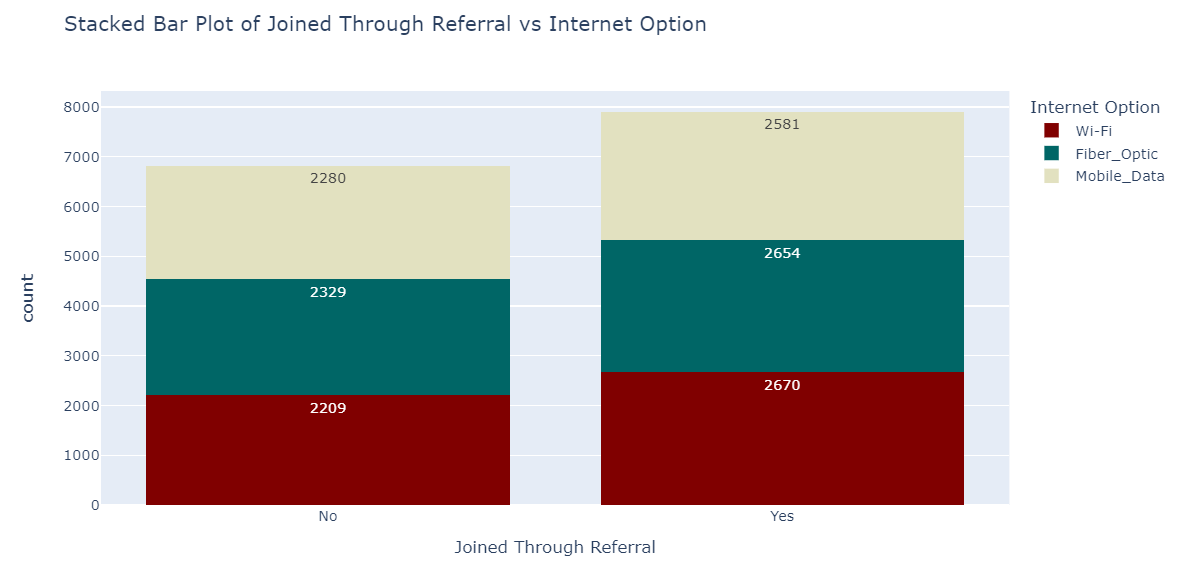 Stacked Bar Plot of Joined Through Referral vs Internet Option
Internet Option
Wi-Fi
Fiber_Optic
Mobile_Data
count
8000
7000
6000
5000
4000
3000
2000
1000
0
2280
2329
2209
2581
2654
2670
No
Yes
Joined Through Referral